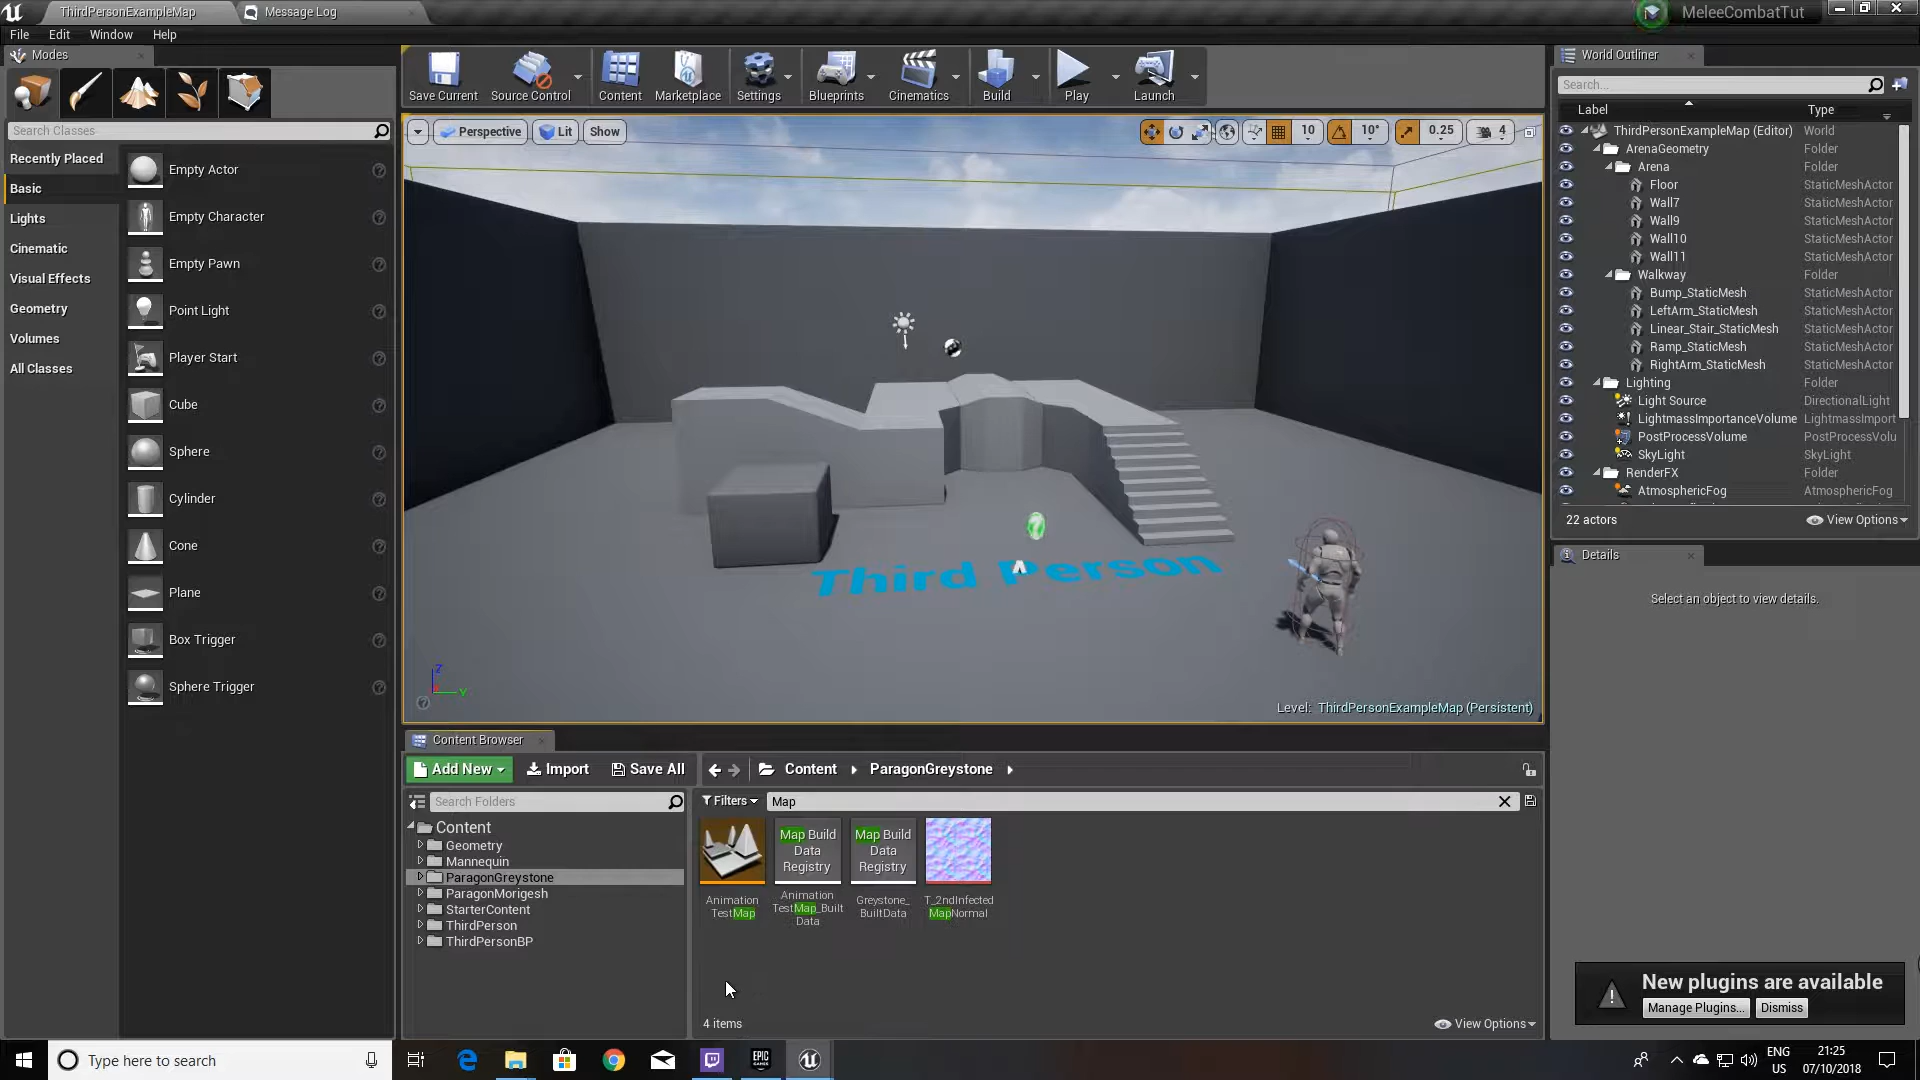 ThirdPersonExampleMap
Message Log
MeleeCombatTut
File
Edit
Window
Help
Modes
Search Classes
Recently Placed
Basic
Lights
Cinematic
Visual Effects
Geometry
Volumes
All Classes
Empty Actor
Empty Character
Empty Pawn
Point Light
Player Start
Cube
Sphere
Cylinder
Cone
Plane
Box Trigger
Sphere Trigger
Save Current
Source Control
Content
Marketplace
Settings
Blueprints
Cinematics
Build
Play
Launch
Perspective
Lit
Show
10
10°
0.25
4
Third Person
Z
Y
Level: ThirdPersonExampleMap (Persistent)
World Outliner
Search...
Label Type
ThirdPersonExampleMap (Editor) World
ArenaGeometry Folder
Arena Folder
Floor StaticMeshActor
Wall7 StaticMeshActor
Wall9 StaticMeshActor
Wall10 StaticMeshActor
Wall11 StaticMeshActor
Walkway Folder
Bump_StaticMesh StaticMeshActor
LeftArm_StaticMesh StaticMeshActor
Linear_Stair_StaticMesh StaticMeshActor
Ramp_StaticMesh StaticMeshActor
RightArm_StaticMesh StaticMeshActor
Lighting Folder
Light Source DirectionalLight
LightmassImportanceVolume LightmassImport
PostProcessVolume PostProcessVolu
SkyLight SkyLight
RenderFX Folder
AtmosphericFog AtmosphericFog
22 actors
View Options
Details
Select an object to view details.
Content Browser
Add New
Import
Save All
Content
ParagonGreystone
Search Folders
Filters
Map
Content
Geometry
Mannequin
ParagonGreystone
ParagonMorigesh
StarterContent
ThirdPerson
ThirdPersonBP
Animation
TestMap
Map Build
Data
Registry
Animation
TestMap_Built
Data
Map Build
Data
Registry
Greystone_
BuiltData
T_2ndInfected
MapNormal
4 items
View Options
New plugins are available
Manage Plugins...
Dismiss
Type here to search
EPIC
GAMES
ENG
US
21:25
07/10/2018